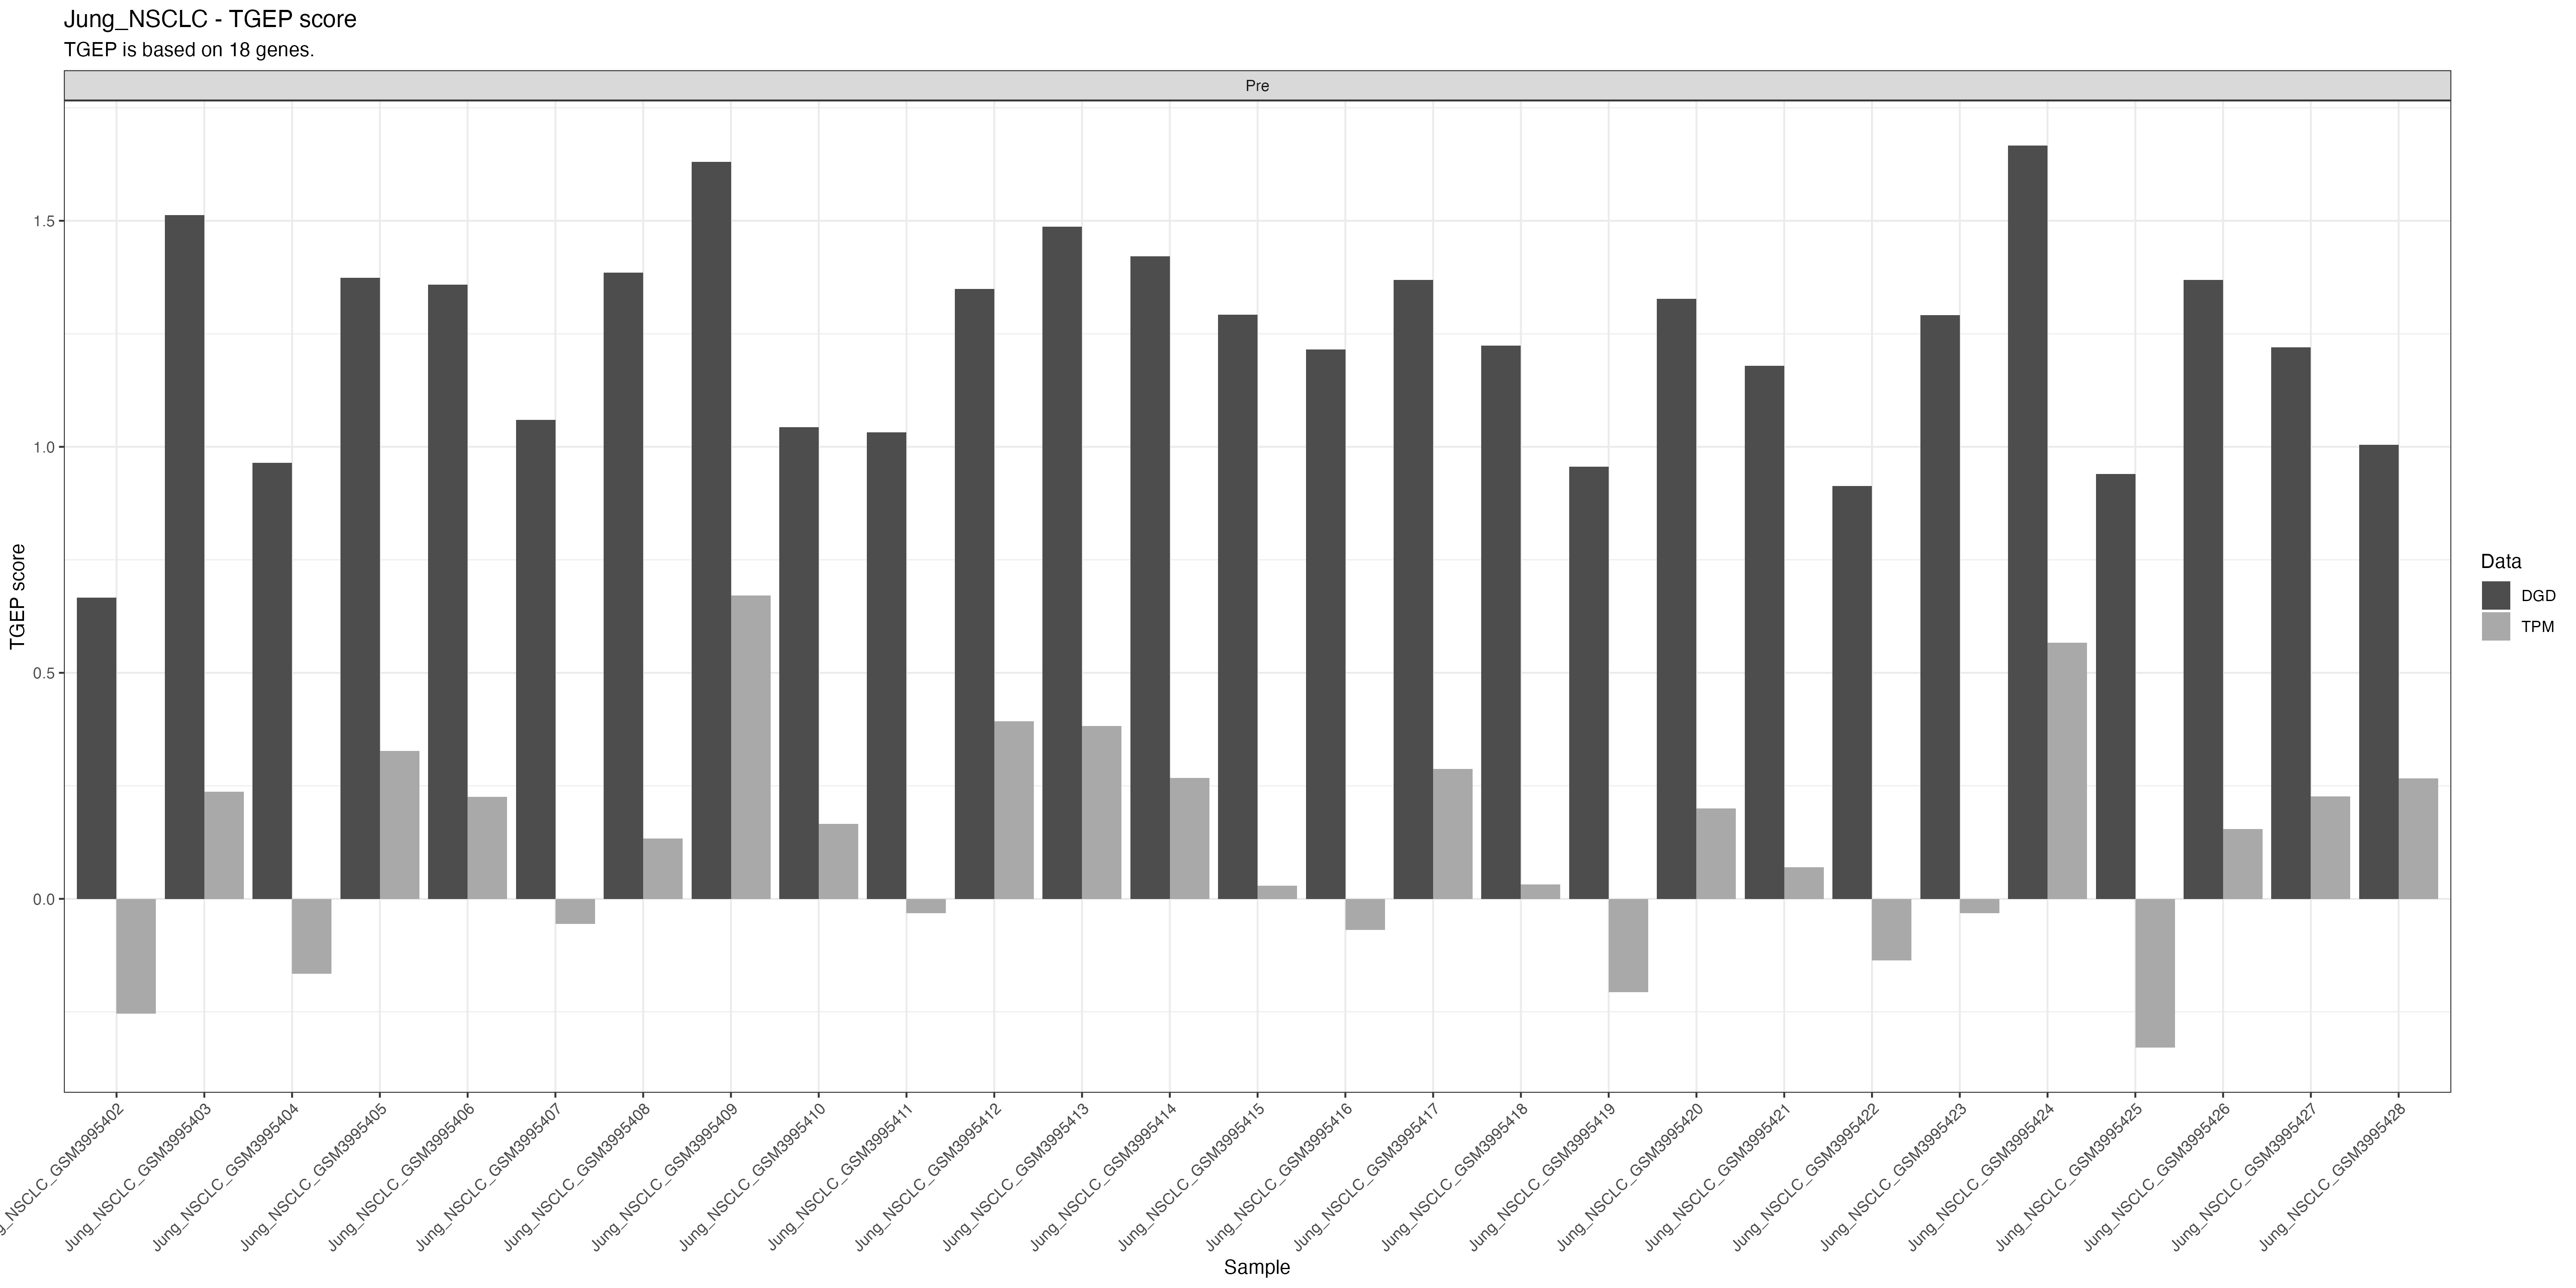 Jung_NSCLC - TGEP score
TGEP is based on 18 genes.
Pre
TGEP score
1.5
1.0
0.5
0.0
Data
DGD
TPM
g_NSCLC_GSM3995402
Jung_NSCLC_GSM3995403
Jung_NSCLC_GSM3995404
Jung_NSCLC_GSM3995405
Jung_NSCLC_GSM3995406
Jung_NSCLC_GSM3995407
Jung_NSCLC_GSM3995408
Jung_NSCLC_GSM3995409
Jung_NSCLC_GSM3995410
Jung_NSCLC_GSM3995411
Jung_NSCLC_GSM3995412
Jung_NSCLC_GSM3995413
Jung_NSCLC_GSM3995414
Jung_NSCLC_GSM3995415
Jung_NSCLC_GSM3995416
Jung_NSCLC_GSM3995417
Jung_NSCLC_GSM3995418
Jung_NSCLC_GSM3995419
Jung_NSCLC_GSM3995420
Jung_NSCLC_GSM3995421
Jung_NSCLC_GSM3995422
Jung_NSCLC_GSM3995423
Jung_NSCLC_GSM3995424
Jung_NSCLC_GSM3995425
Jung_NSCLC_GSM3995426
Jung_NSCLC_GSM3995427
Jung_NSCLC_GSM3995428
Sample